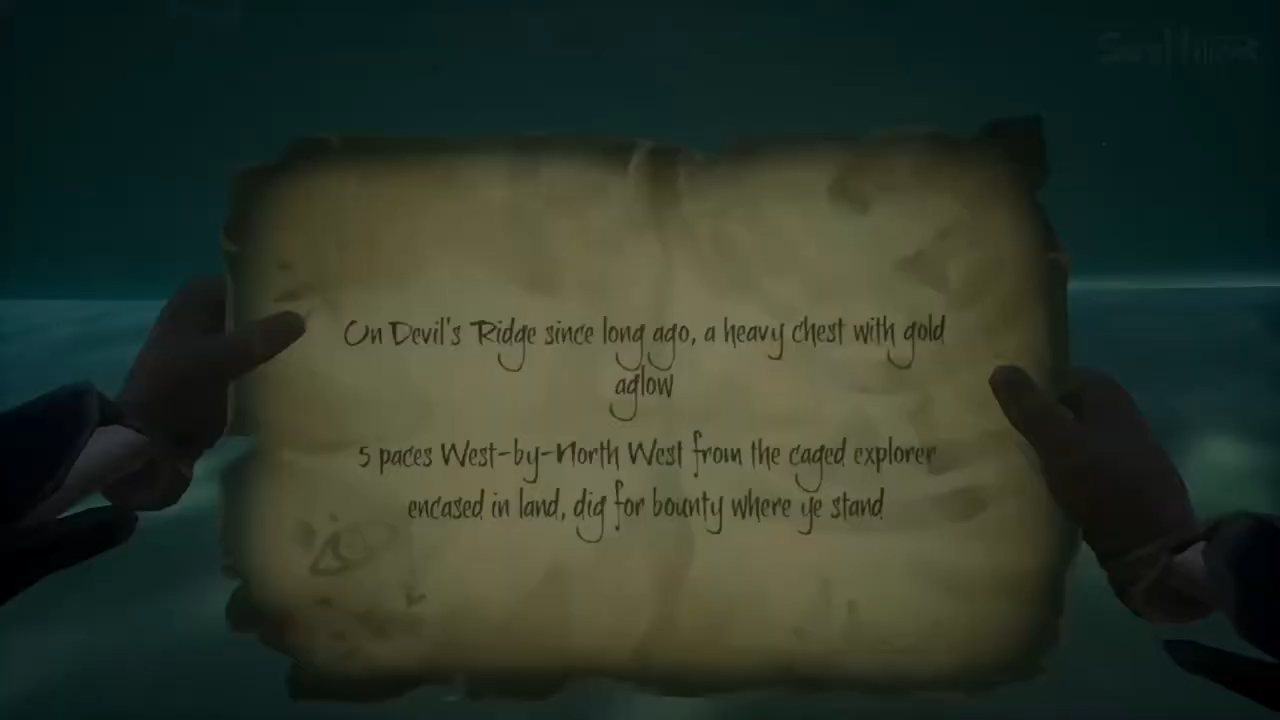 On Devil's Ridge since long ago, a heavy chest with gold
aglow
5 paces West-by-North West from the caged explorer
encased in land, dig for bounty where ye stand